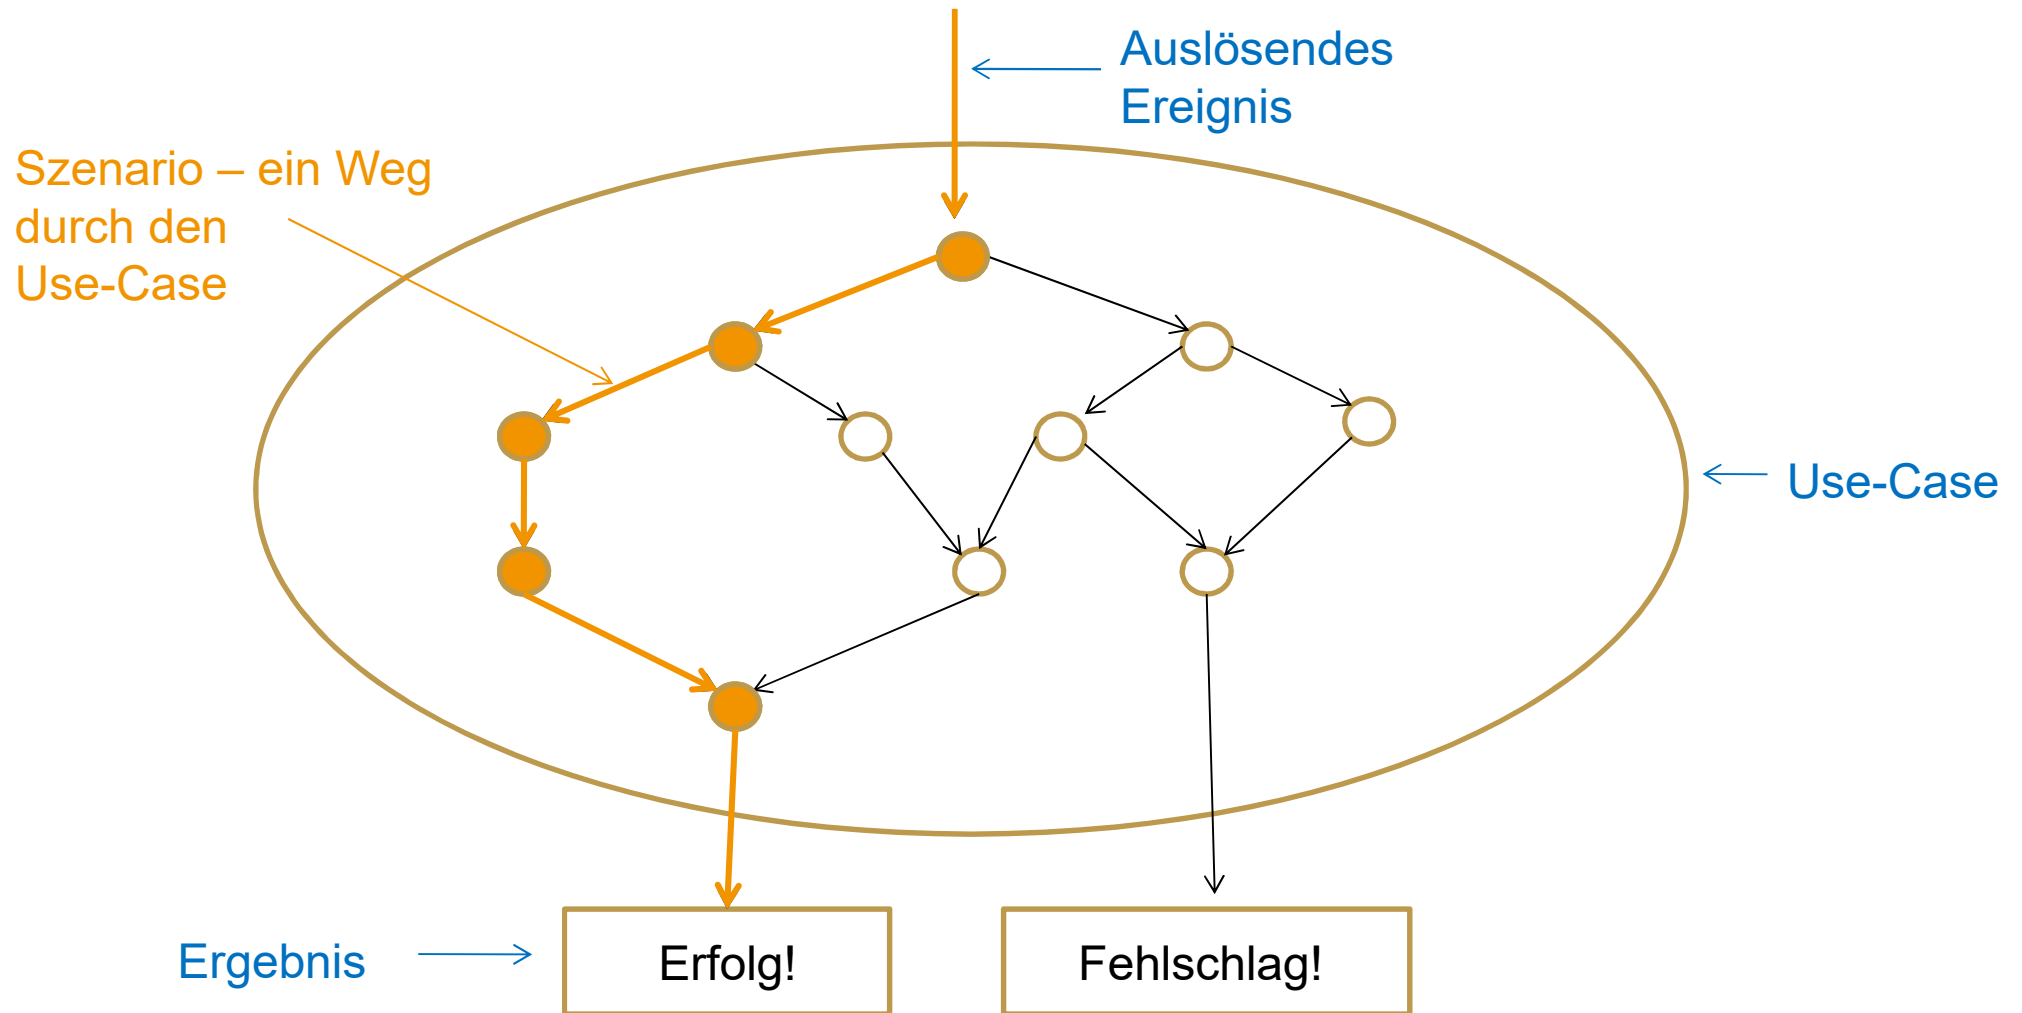 Auslösendes
Ereignis
Szenario – ein Weg
durch den
Use-Case
Use-Case
Ergebnis
Erfolg!
Fehlschlag!